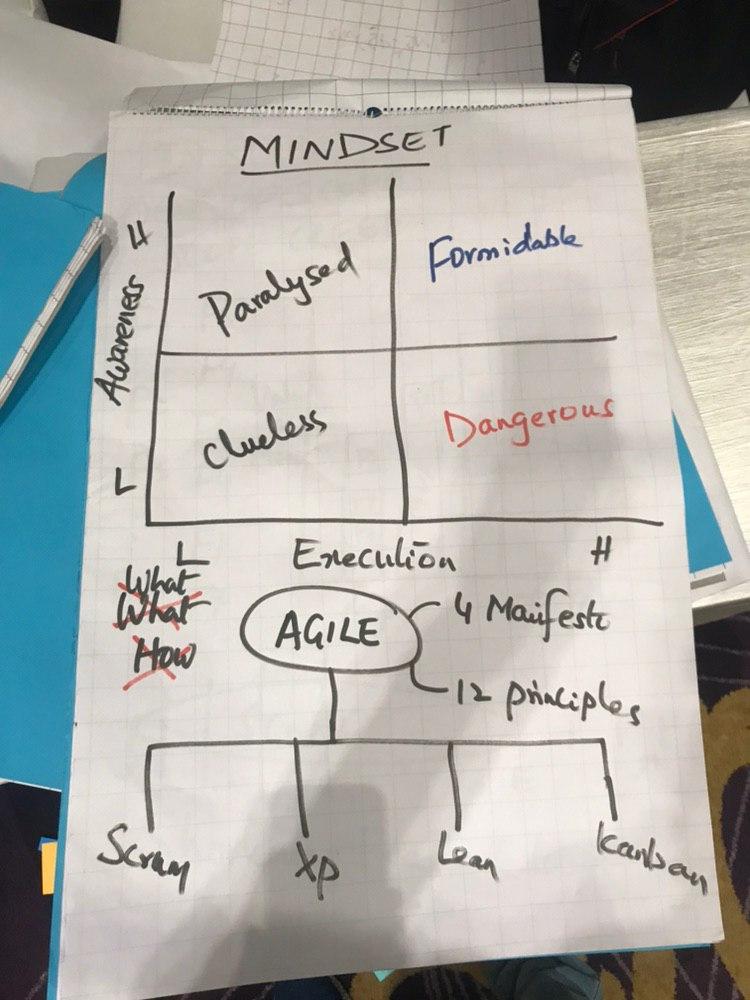 MINDSET
H
Paralysed
Formidable
Awareness
Clueless
Dangerous
L
L
Execution
H
What
What
How
AGILE
4 Manifesto
12 principles
Scrum
XP
Lean
Kanban